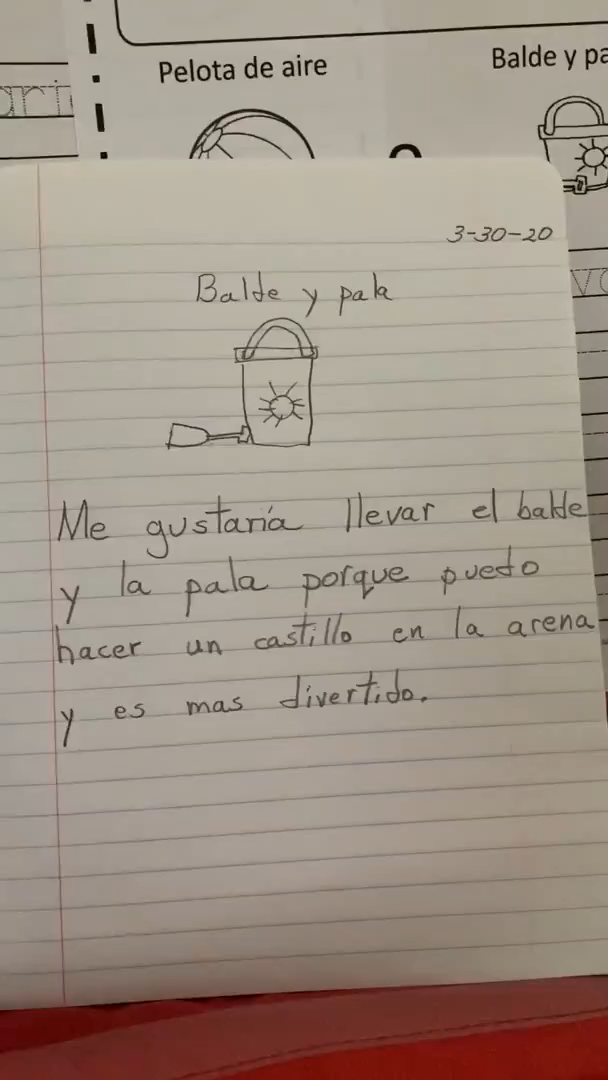 Pelota de aire
Balde y pa
3-30-20
Balde y pala
Me gustaría llevar el balde
y la pala porque puedo
hacer un castillo en la arena
y es mas divertido.